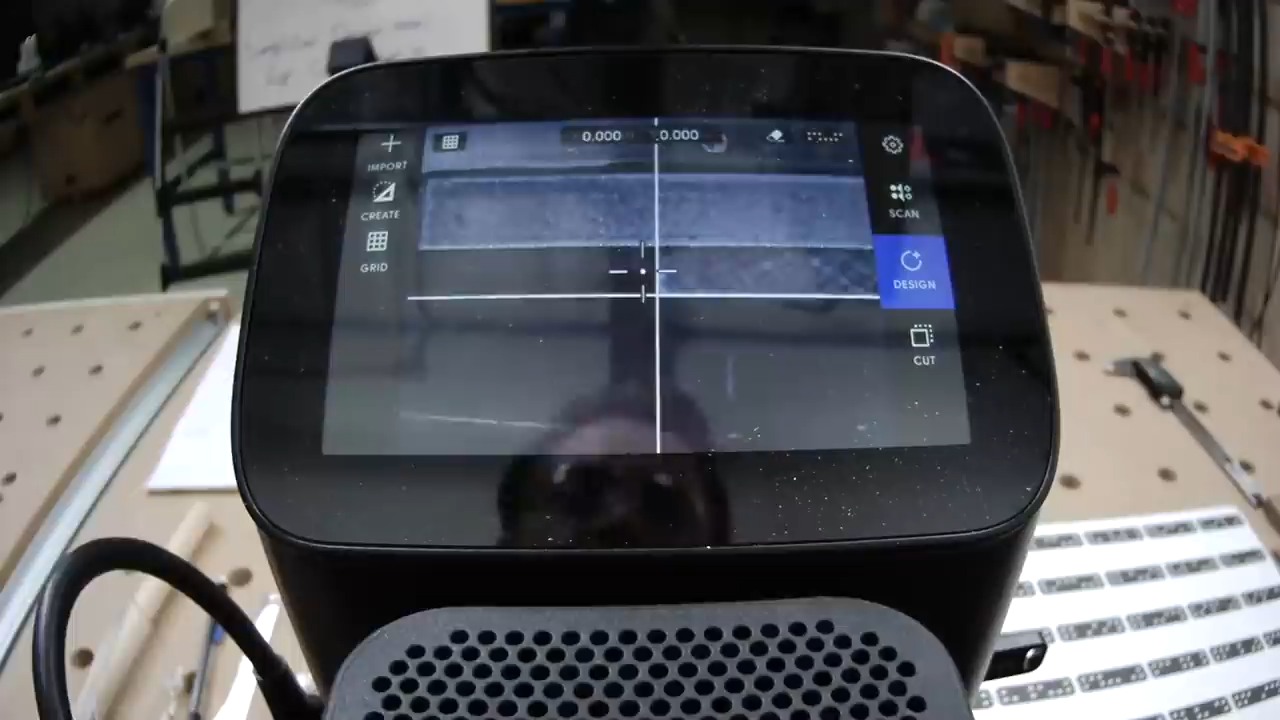 IMPORT
CREATE
GRID
0.000 0.000
SCAN
DESIGN
CUT